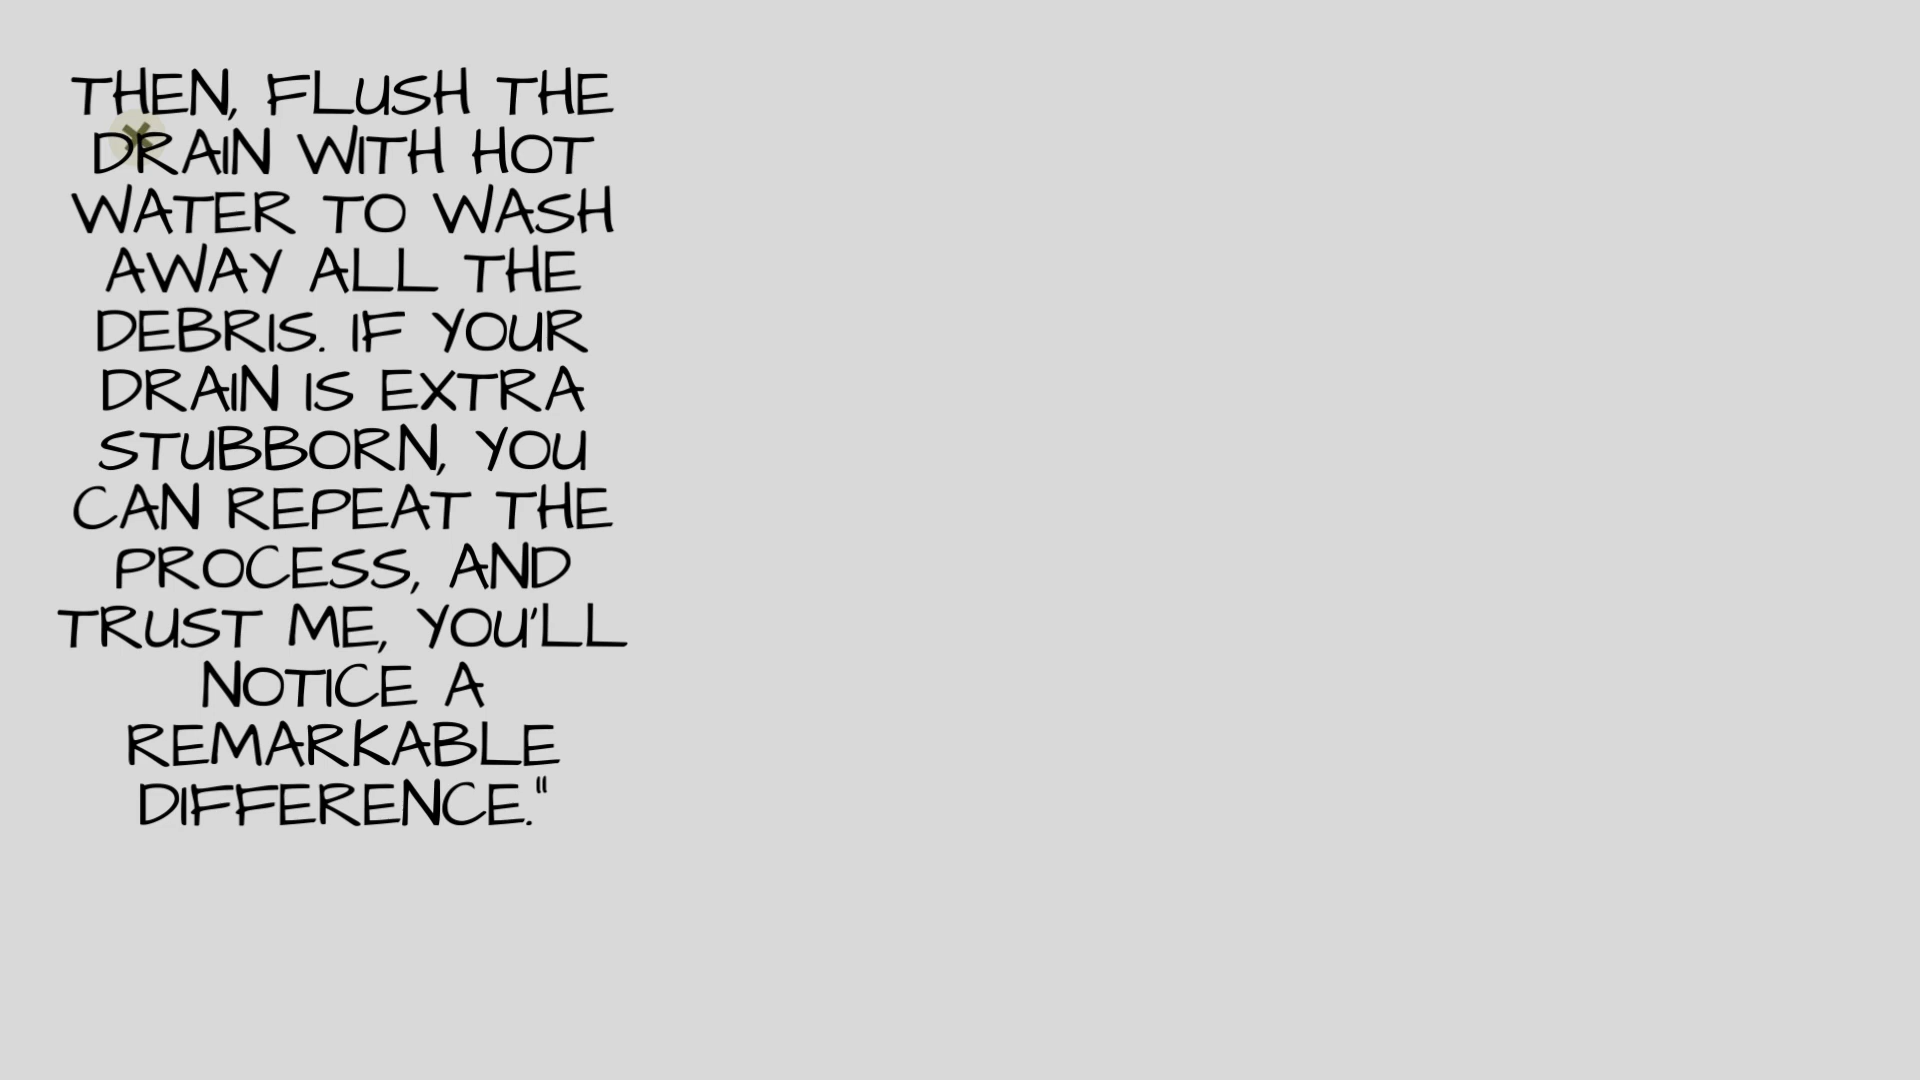 THEN, FLUSH THE
DRAIN WITH HOT
WATER TO WASH
AWAY ALL THE
DEBRIS. IF YOUR
DRAIN IS EXTRA
STUBBORN, YOU
CAN REPEAT THE
PROCESS, AND
TRUST ME, YOU'LL
NOTICE A
REMARKABLE
DIFFERENCE."